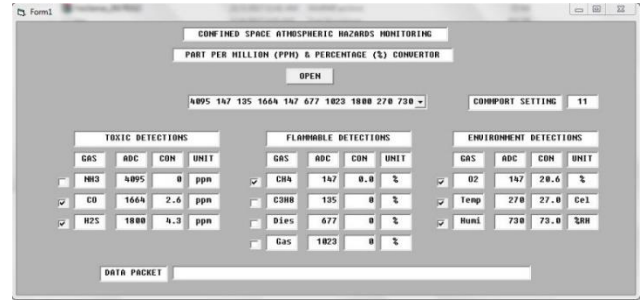 Form1
CONFINED SPACE ATMOSPHERIC HAZARDS MONITORING
PART PER MILLION (PPM) & PERCENTAGE (%) CONVERTOR
OPEN
4095 147 135 1664 147 677 1023 1800 270 730
COMMPORT SETTING 11
TOXIC DETECTIONS FLAMMABLE DETECTIONS ENVIRONMENT DETECTIONS
GAS ADC CON UNIT GAS ADC CON UNIT GAS ADC CON UNIT
NH3 4095 0 ppm CH4 147 0.0 % O2 147 20.6 %
CO 1664 2.6 ppm C3H8 135 0 % Temp 270 27.0 Cel
H2S 1800 4.3 ppm Dies 677 0 % Humi 730 73.0 %RH
Gas 1023 0 %
DATA PACKET